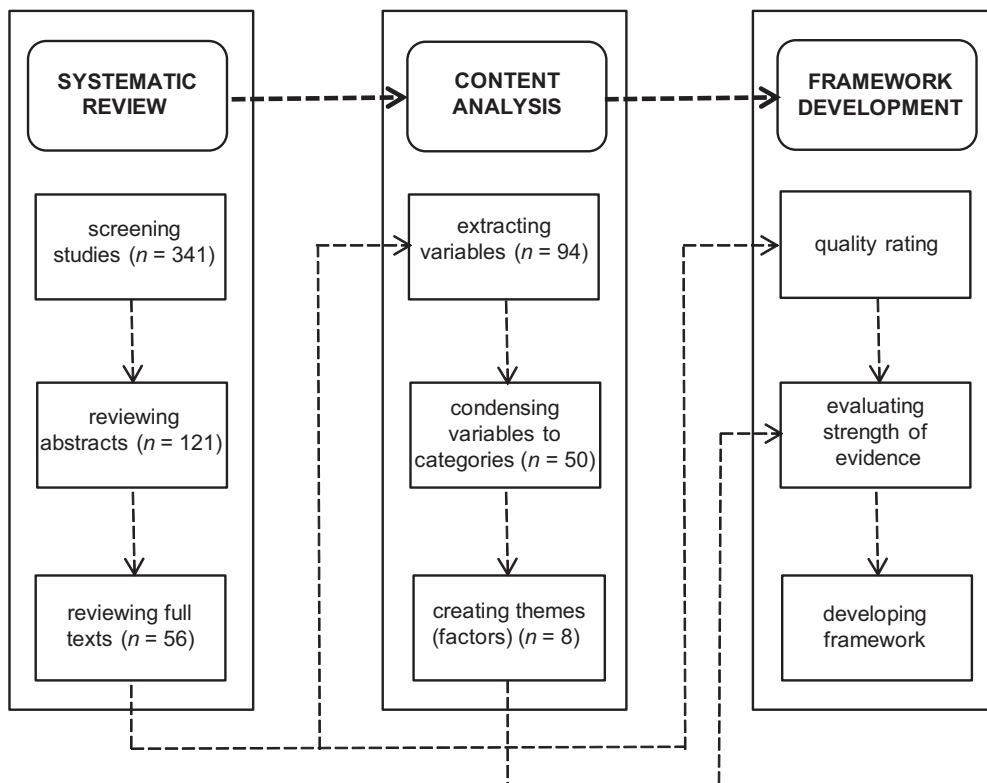 SYSTEMATIC
REVIEW
screening
studies (n = 341)
reviewing
abstracts (n = 121)
reviewing full
texts (n = 56)
CONTENT
ANALYSIS
extracting
variables (n = 94)
condensing
variables to
categories (n = 50)
creating themes
(factors) (n = 8)
FRAMEWORK
DEVELOPMENT
quality rating
evaluating
strength of
evidence
developing
framework